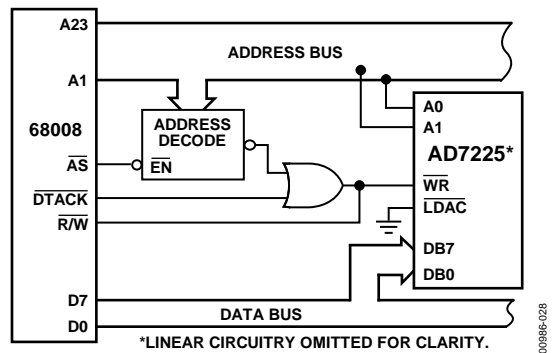 A23
ADDRESS BUS
A1
A0
A1
68008
ADDRESS
DECODE
AD7225*
AS
EN
WR
DTACK
LDAC
R/W
DB7
DB0
D7
DATA BUS
D0
*LINEAR CIRCUITRY OMITTED FOR CLARITY.
00986-028